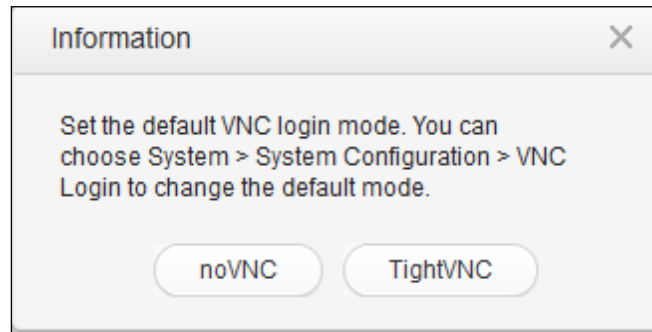 Information
Set the default VNC login mode. You can
choose System > System Configuration > VNC
Login to change the default mode.
noVNC TightVNC